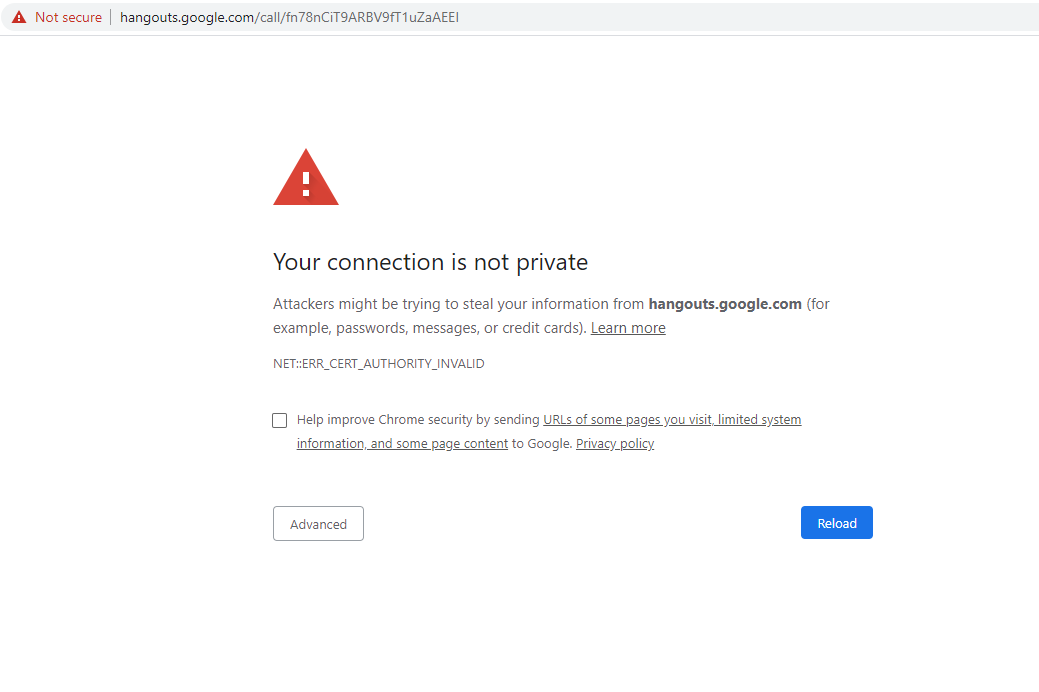 Not secure | hangouts.google.com/call/fn78nCiT9ARBV9fT1uZaAEEI
Your connection is not private
Attackers might be trying to steal your information from hangouts.google.com (for
example, passwords, messages, or credit cards). Learn more
NET::ERR_CERT_AUTHORITY_INVALID
Help improve Chrome security by sending URLs of some pages you visit, limited system
information, and some page content to Google. Privacy policy
Advanced
Reload